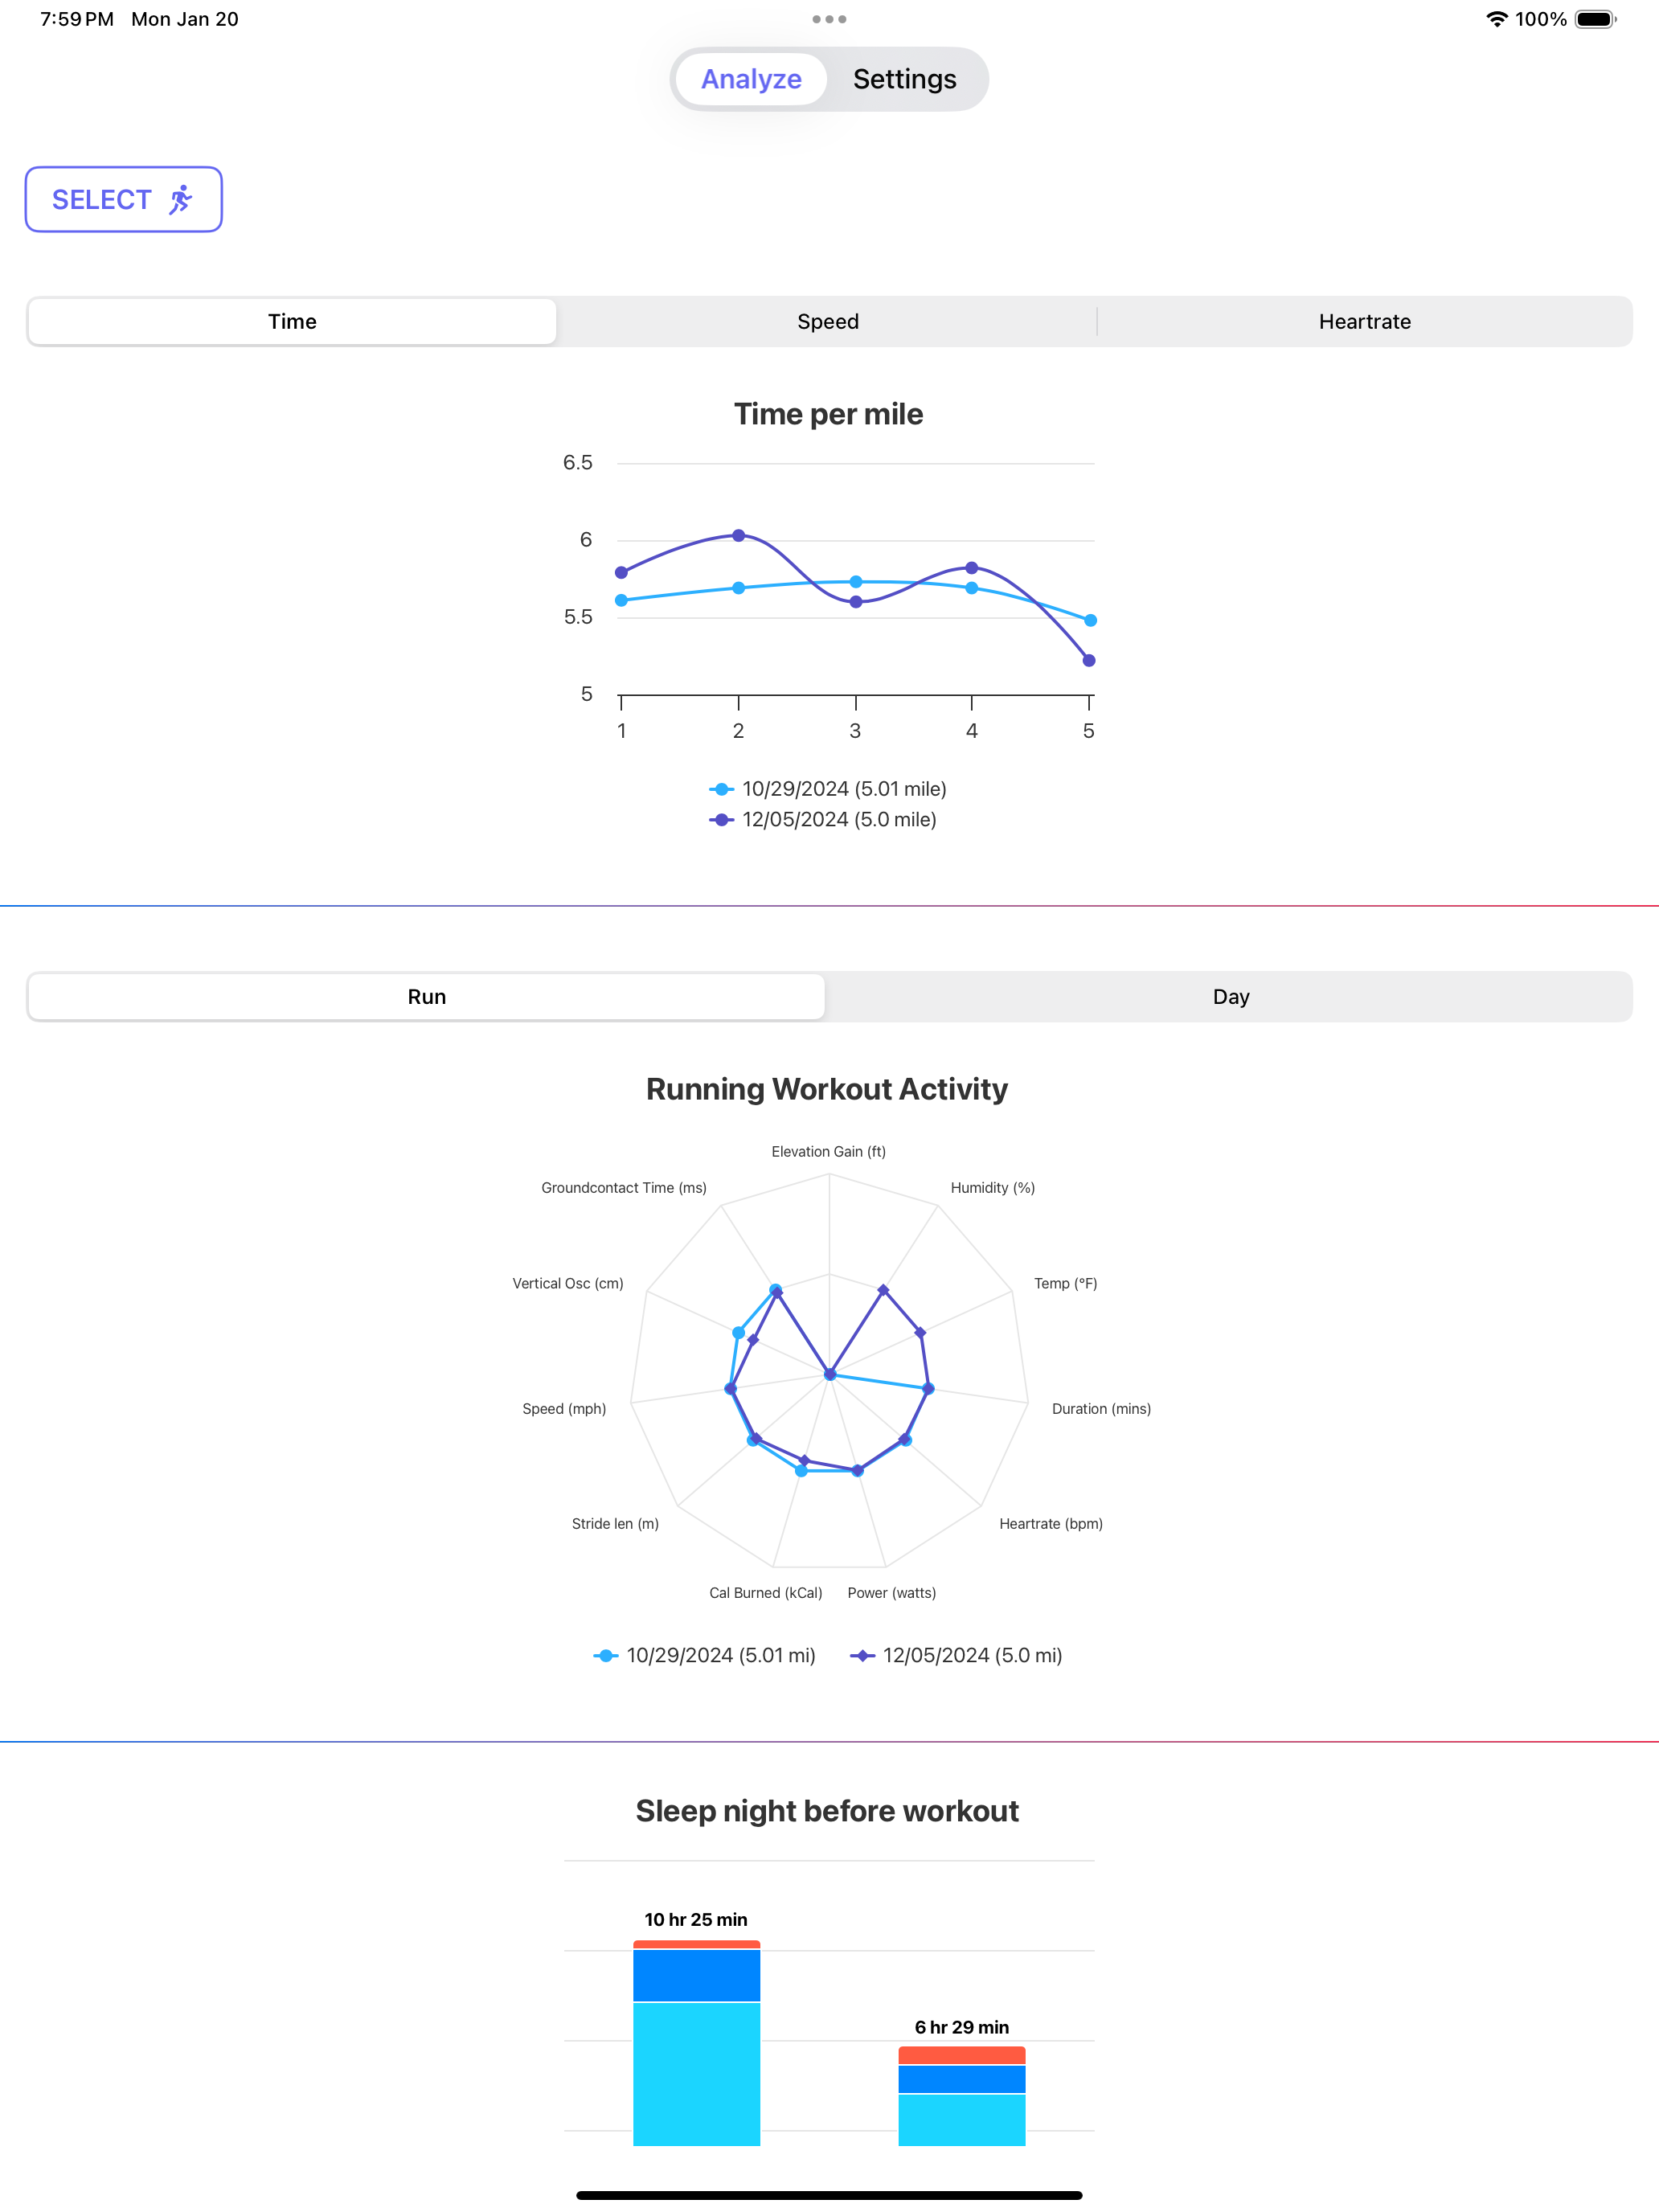 7:59 PM Mon Jan 20
100%
Analyze Settings
SELECT
Time Speed Heartrate
Time per mile
6.5
6
5.5
5
1 2 3 4 5
10/29/2024 (5.01 mile)
12/05/2024 (5.0 mile)
Run Day
Running Workout Activity
Elevation Gain (ft)
Groundcontact Time (ms) Humidity (%)
Vertical Osc (cm) Temp (°F)
Speed (mph) Duration (mins)
Stride len (m) Heartrate (bpm)
Cal Burned (kCal) Power (watts)
10/29/2024 (5.01 mi) 12/05/2024 (5.0 mi)
Sleep night before workout
10 hr 25 min
6 hr 29 min